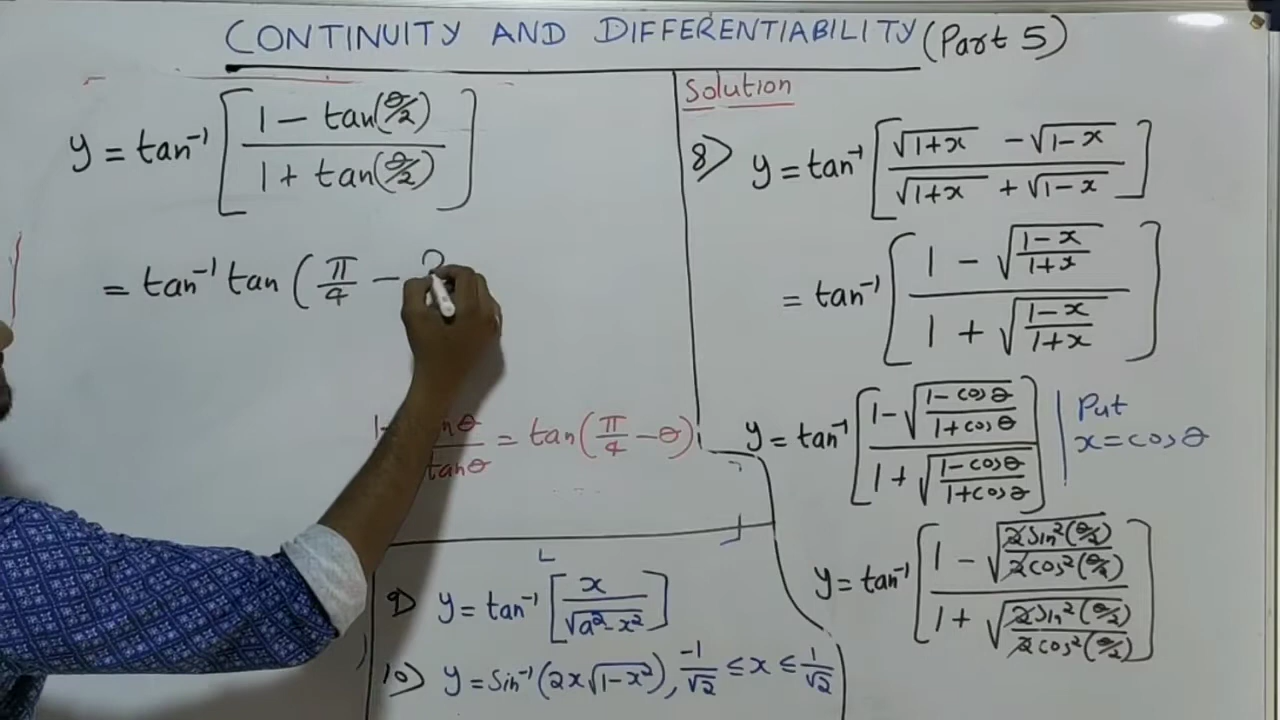 CONTINUITY AND DIFFERENTIABILITY (Part 5)
y = tan⁻¹ [ (1 - tan(θ/2)) / (1 + tan(θ/2)) ]
= tan⁻¹ tan ( π/4 -
tanθ = tan(π/4 - θ)
9) y = tan⁻¹ [ x / √(a²-x²) ]
10) y = Sin⁻¹ (2x√(1-x²)), -1/√2 ≤ x ≤ 1/√2
Solution
8) y = tan⁻¹ [ (√(1+x) - √(1-x)) / (√(1+x) + √(1-x)) ]
= tan⁻¹ [ (1 - √((1-x)/(1+x))) / (1 + √((1-x)/(1+x))) ]
y = tan⁻¹ [ (1 - √((1-cosθ)/(1+cosθ))) / (1 + √((1-cosθ)/(1+cosθ))) ]
Put
x = cosθ
y = tan⁻¹ [ (1 - √(2Sin²(θ/2)/2cos²(θ/2))) / (1 + √(2Sin²(θ/2)/2cos²(θ/2))) ]